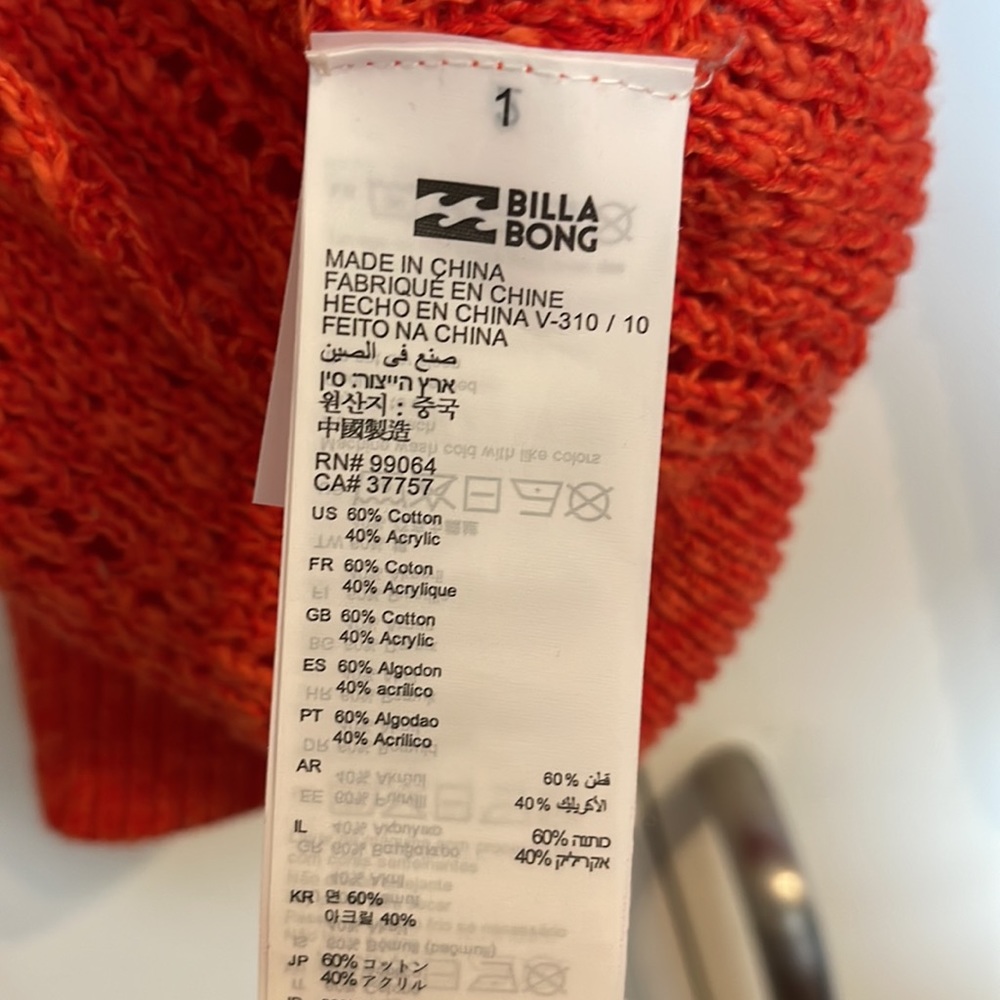 1
BILLA
BONG
MADE IN CHINA
FABRIQUÉ EN CHINE
HECHO EN CHINA V-310 / 10
FEITO NA CHINA
صنع فى الصين
ארץ הייצור: סין
원산지 : 중국
中國製造
RN# 99064
CA# 37757
US 60% Cotton
40% Acrylic
FR 60% Coton
40% Acrylique
GB 60% Cotton
40% Acrylic
ES 60% Algodon
40% acrílico
PT 60% Algodao
40% Acrílico
AR 60% قطن
40% الأكريليك
IL 60% כותנה
40% אקריליק
KR 면 60%
아크릴 40%
JP 60% コットン
40% アクリル